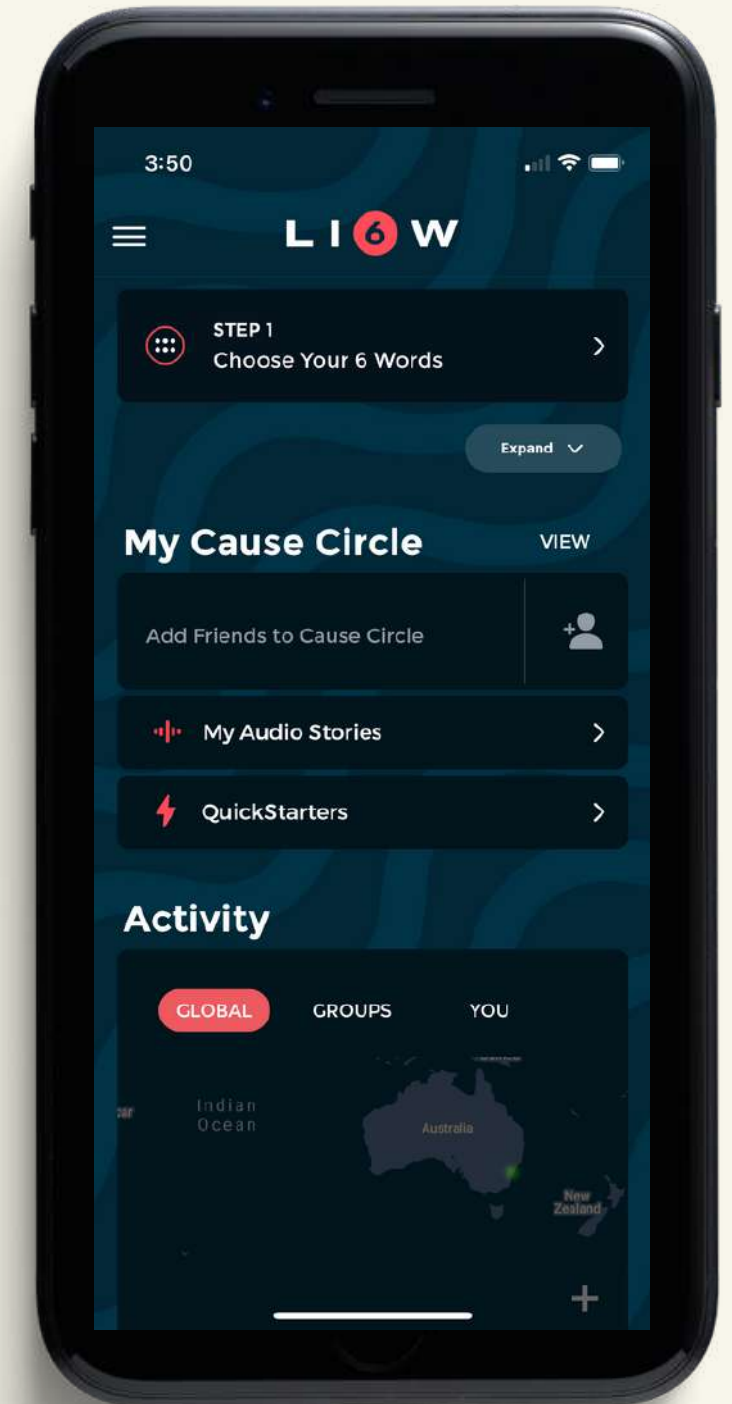 3:50
LI6W
STEP 1
Choose Your 6 Words
Expand
My Cause Circle
VIEW
Add Friends to Cause Circle
My Audio Stories
QuickStarters
Activity
GLOBAL GROUPS YOU
Indian
Ocean
Australia
New
Zealand